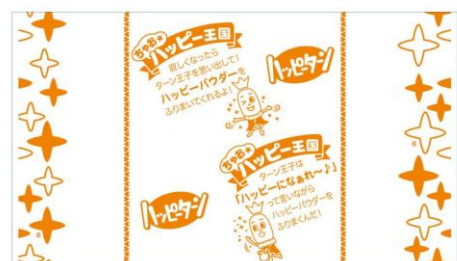 ちゃお★
ハッピー王国
寂しくなったら
ターン王子を思い出して!
ハッピーパウダーを
ふりまいてくれるよ!
ハッピーターン
ちゃお★
ハッピー王国
ターン王子は
「ハッピーになぁれ〜♪」
って言いながら
ハッピーパウダーを
ふりまくんだ!
ハッピーターン